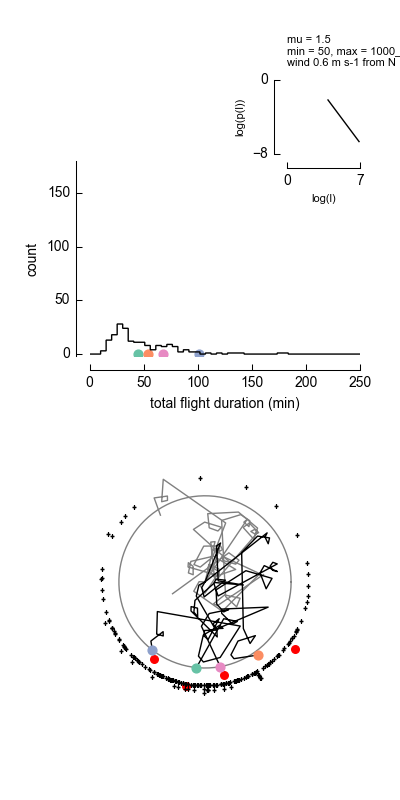 mu = 1.5
min = 50, max = 1000_
wind 0.6 m s-1 from N
0
log(p(l))
−8
0
7
log(l)
150
100
50
0
count
0
50
100
150
200
250
total flight duration (min)